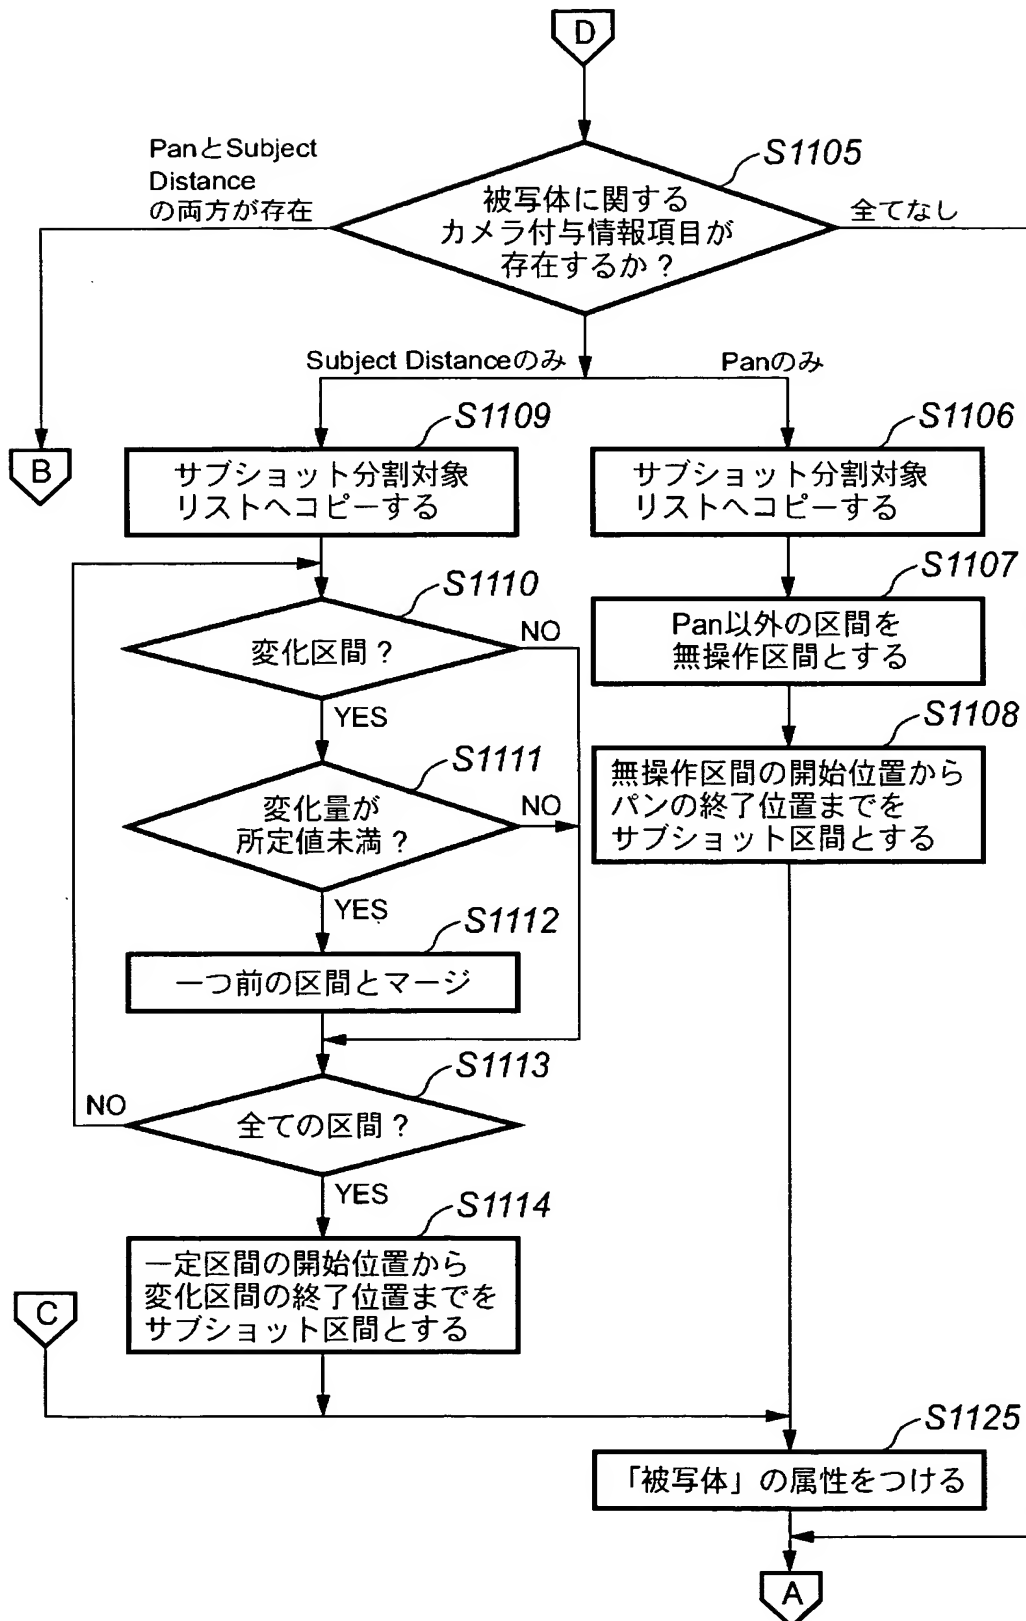 D
S1105
PanとSubject
Distance
の両方が存在
被写体に関する
カメラ付与情報項目が
存在するか？
全てなし
Subject Distanceのみ
Panのみ
B
S1109
サブショット分割対象
リストへコピーする
S1106
サブショット分割対象
リストへコピーする
S1110
変化区間？
NO
YES
S1107
Pan以外の区間を
無操作区間とする
S1111
変化量が
所定値未満？
NO
YES
S1108
無操作区間の開始位置から
パンの終了位置までを
サブショット区間とする
S1112
一つ前の区間とマージ
S1113
全ての区間？
NO
YES
S1114
一定区間の開始位置から
変化区間の終了位置までを
サブショット区間とする
C
S1125
「被写体」の属性をつける
A